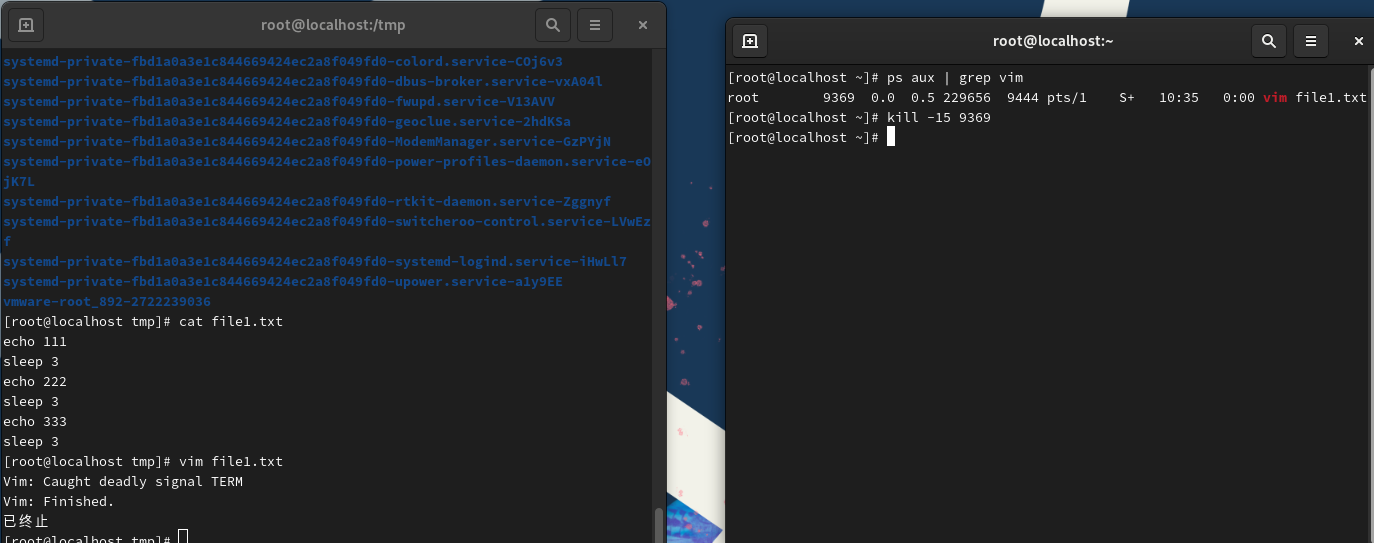 root@localhost:/tmp
systemd-private-fbd1a0a3e1c844669424ec2a8f049fd0-colord.service-COj6v3
systemd-private-fbd1a0a3e1c844669424ec2a8f049fd0-dbus-broker.service-vxA04l
systemd-private-fbd1a0a3e1c844669424ec2a8f049fd0-fwupd.service-V13AVV
systemd-private-fbd1a0a3e1c844669424ec2a8f049fd0-geoclue.service-2hdKSa
systemd-private-fbd1a0a3e1c844669424ec2a8f049fd0-ModemManager.service-GzPYjN
systemd-private-fbd1a0a3e1c844669424ec2a8f049fd0-power-profiles-daemon.service-eO
jK7L
systemd-private-fbd1a0a3e1c844669424ec2a8f049fd0-rtkit-daemon.service-Zggnyf
systemd-private-fbd1a0a3e1c844669424ec2a8f049fd0-switcheroo-control.service-LVwEz
f
systemd-private-fbd1a0a3e1c844669424ec2a8f049fd0-systemd-logind.service-iHwLl7
systemd-private-fbd1a0a3e1c844669424ec2a8f049fd0-upower.service-a1y9EE
vmware-root_892-2722239036
[root@localhost tmp]# cat file1.txt
echo 111
sleep 3
echo 222
sleep 3
echo 333
sleep 3
[root@localhost tmp]# vim file1.txt
Vim: Caught deadly signal TERM
Vim: Finished.
已终止
[root@localhost tmp]#
root@localhost:~
[root@localhost ~]# ps aux | grep vim
root 9369 0.0 0.5 229656 9444 pts/1 S+ 10:35 0:00 vim file1.txt
[root@localhost ~]# kill -15 9369
[root@localhost ~]#